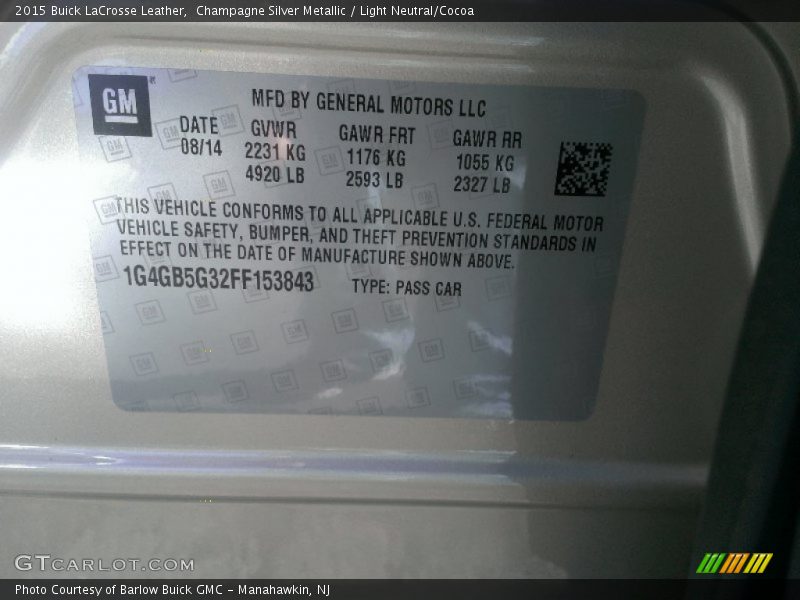 2015 Buick LaCrosse Leather,  Champagne Silver Metallic / Light Neutral/Cocoa
GM
MFD BY GENERAL MOTORS LLC
DATE GVWR GAWR FRT GAWR RR
08/14 2231 KG 1176 KG 1055 KG
4920 LB 2593 LB 2327 LB
THIS VEHICLE CONFORMS TO ALL APPLICABLE U.S. FEDERAL MOTOR
VEHICLE SAFETY, BUMPER, AND THEFT PREVENTION STANDARDS IN
EFFECT ON THE DATE OF MANUFACTURE SHOWN ABOVE.
1G4GB5G32FF153843 TYPE: PASS CAR
GTCARLOT.COM
Photo Courtesy of Barlow Buick GMC - Manahawkin, NJ